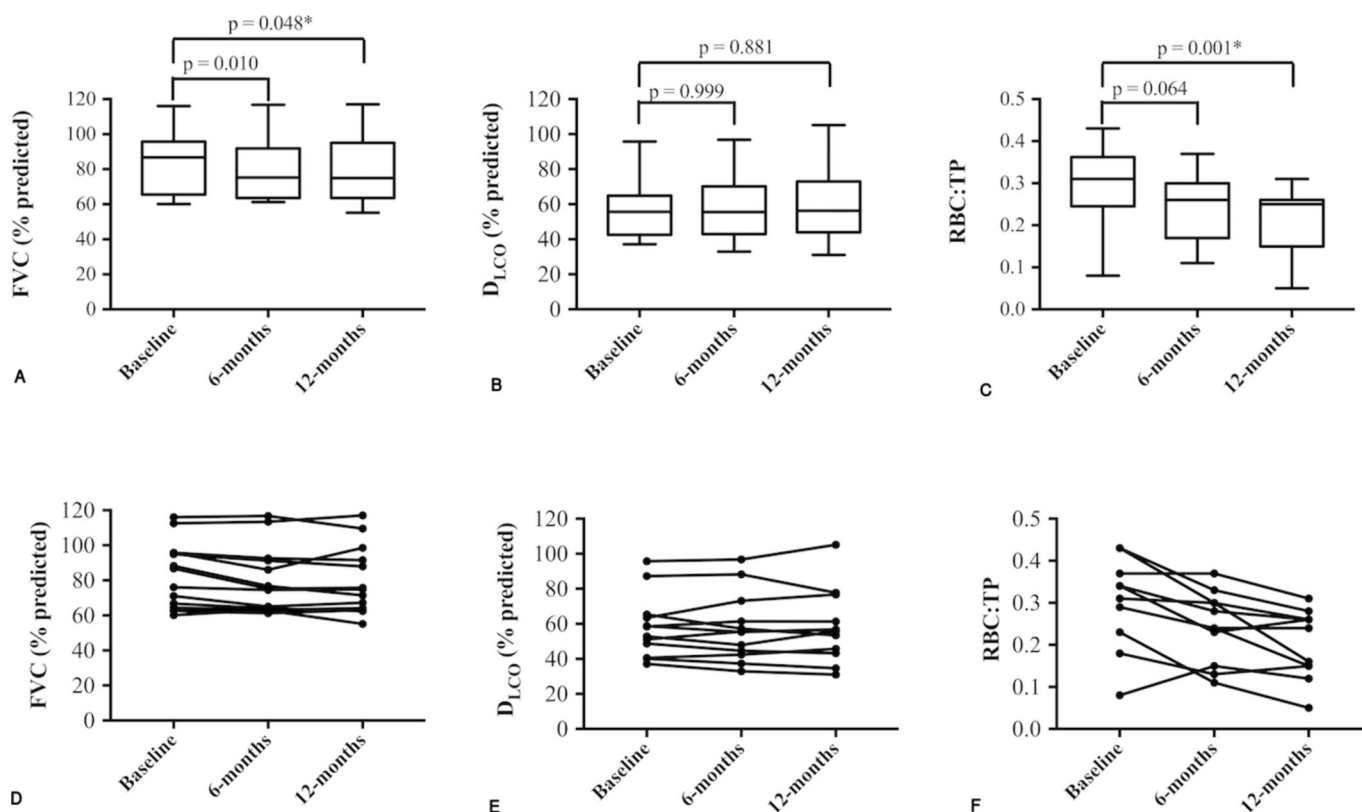 p = 0.048*
p = 0.010
FVC (% predicted)
120
100
80
60
40
20
0
Baseline
6-months
12-months
A
p = 0.881
p = 0.999
DLCO (% predicted)
120
100
80
60
40
20
0
Baseline
6-months
12-months
B
p = 0.001*
p = 0.064
RBC:TP
0.5
0.4
0.3
0.2
0.1
0.0
Baseline
6-months
12-months
C
FVC (% predicted)
120
100
80
60
40
20
0
Baseline
6-months
12-months
D
DLCO (% predicted)
120
100
80
60
40
20
0
Baseline
6-months
12-months
E
RBC:TP
0.5
0.4
0.3
0.2
0.1
0.0
Baseline
6-months
12-months
F